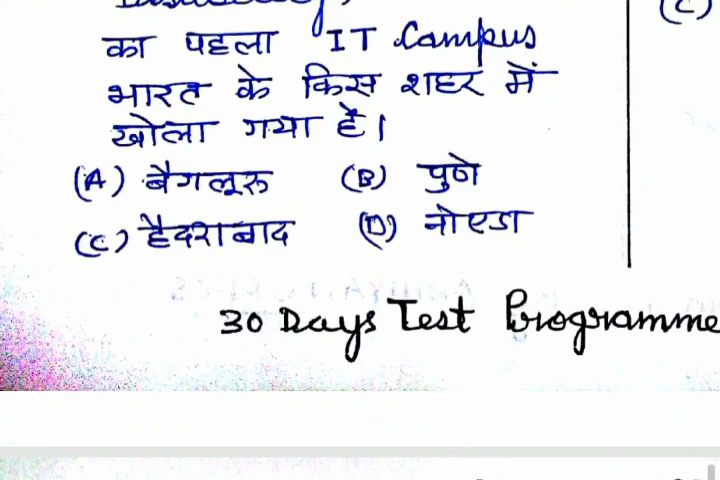 (C)
का पहला IT Campus
भारत के किस शहर में
खोला गया है।
(A) बैगलूरू (B) पुणे
(C) हैदराबाद (D) नोएडा
30 Days Test Programme